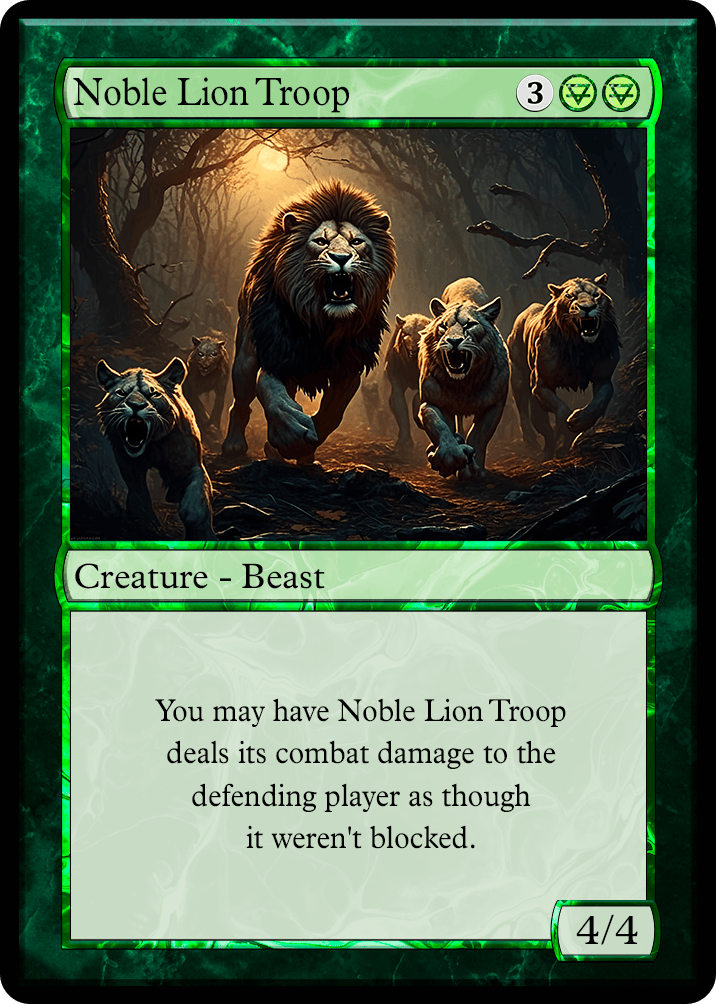 Noble Lion Troop 3
Creature - Beast
You may have Noble Lion Troop
deals its combat damage to the
defending player as though
it weren't blocked.
4/4